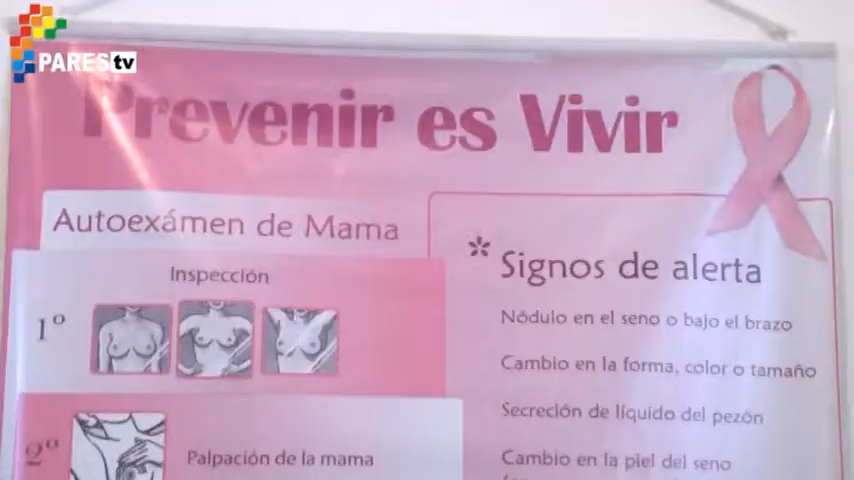 PARES tv
Prevenir es Vivir
Autoexámen de Mama
Inspección
1º
2º
Palpación de la mama
* Signos de alerta
Nódulo en el seno o bajo el brazo
Cambio en la forma, color o tamaño
Secreción de líquido del pezón
Cambio en la piel del seno